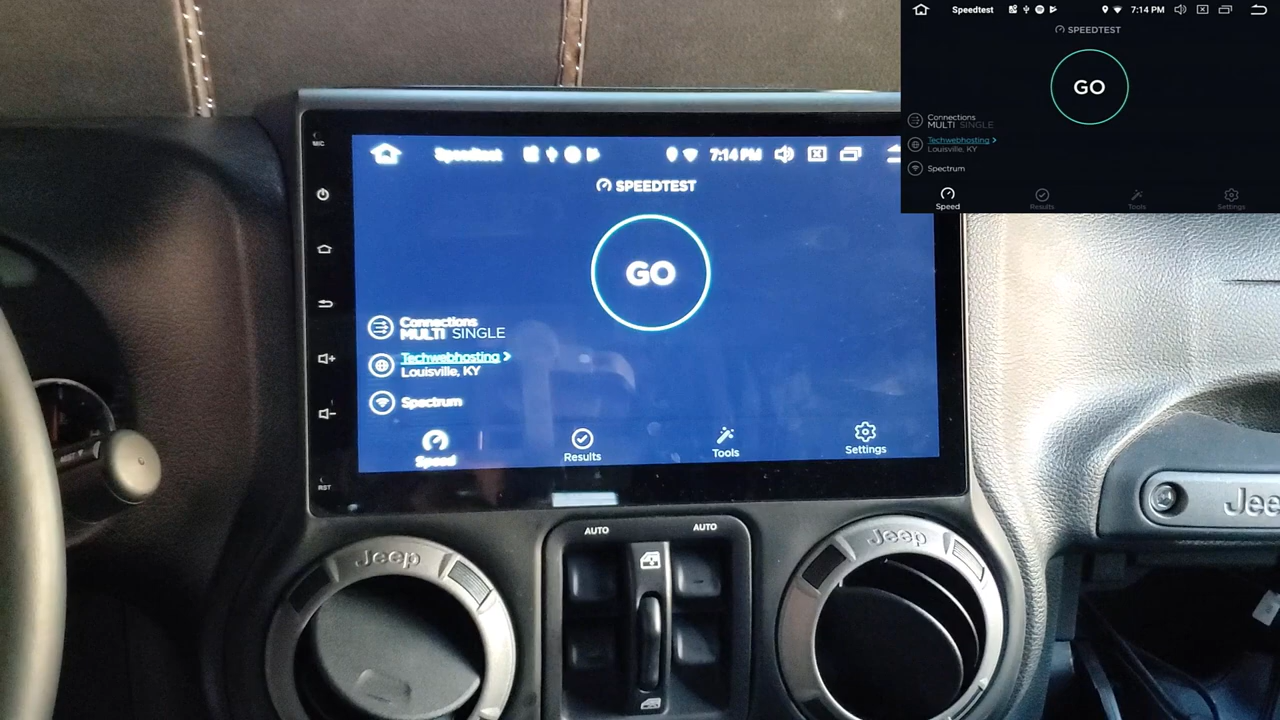 Speedtest 7:14 PM
SPEEDTEST
GO
Connections
MULTI SINGLE
Techwebhosting >
Louisville, KY
Spectrum
Speed Results Tools Settings
MIC
Speedtest 7:14 PM
SPEEDTEST
GO
Connections
MULTI SINGLE
Techwebhosting >
Louisville, KY
Spectrum
Speed Results Tools Settings
RST
AUTO AUTO
Jeep Jeep
Jee